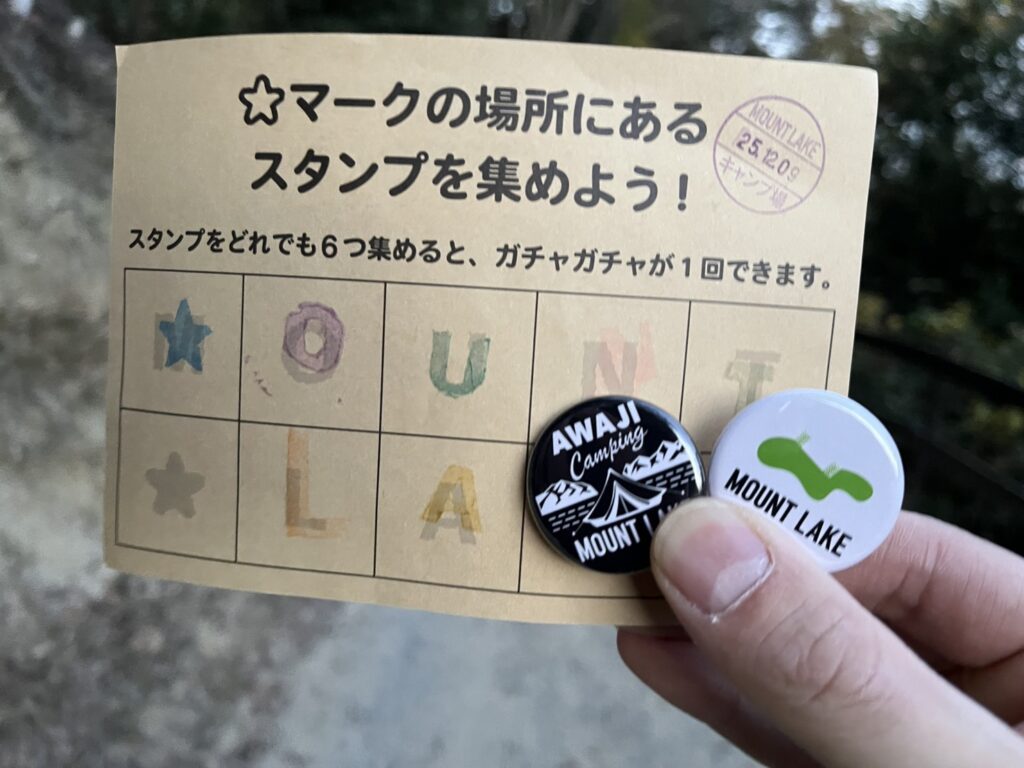 ☆マークの場所にある
スタンプを集めよう!
MOUNT LAKE
25.12.09
キャンプ場
スタンプをどれでも6つ集めると、ガチャガチャが1回できます。
★ O U N T
★ L A
AWAJI
Camping
MOUNT LA
MOUNT LAKE